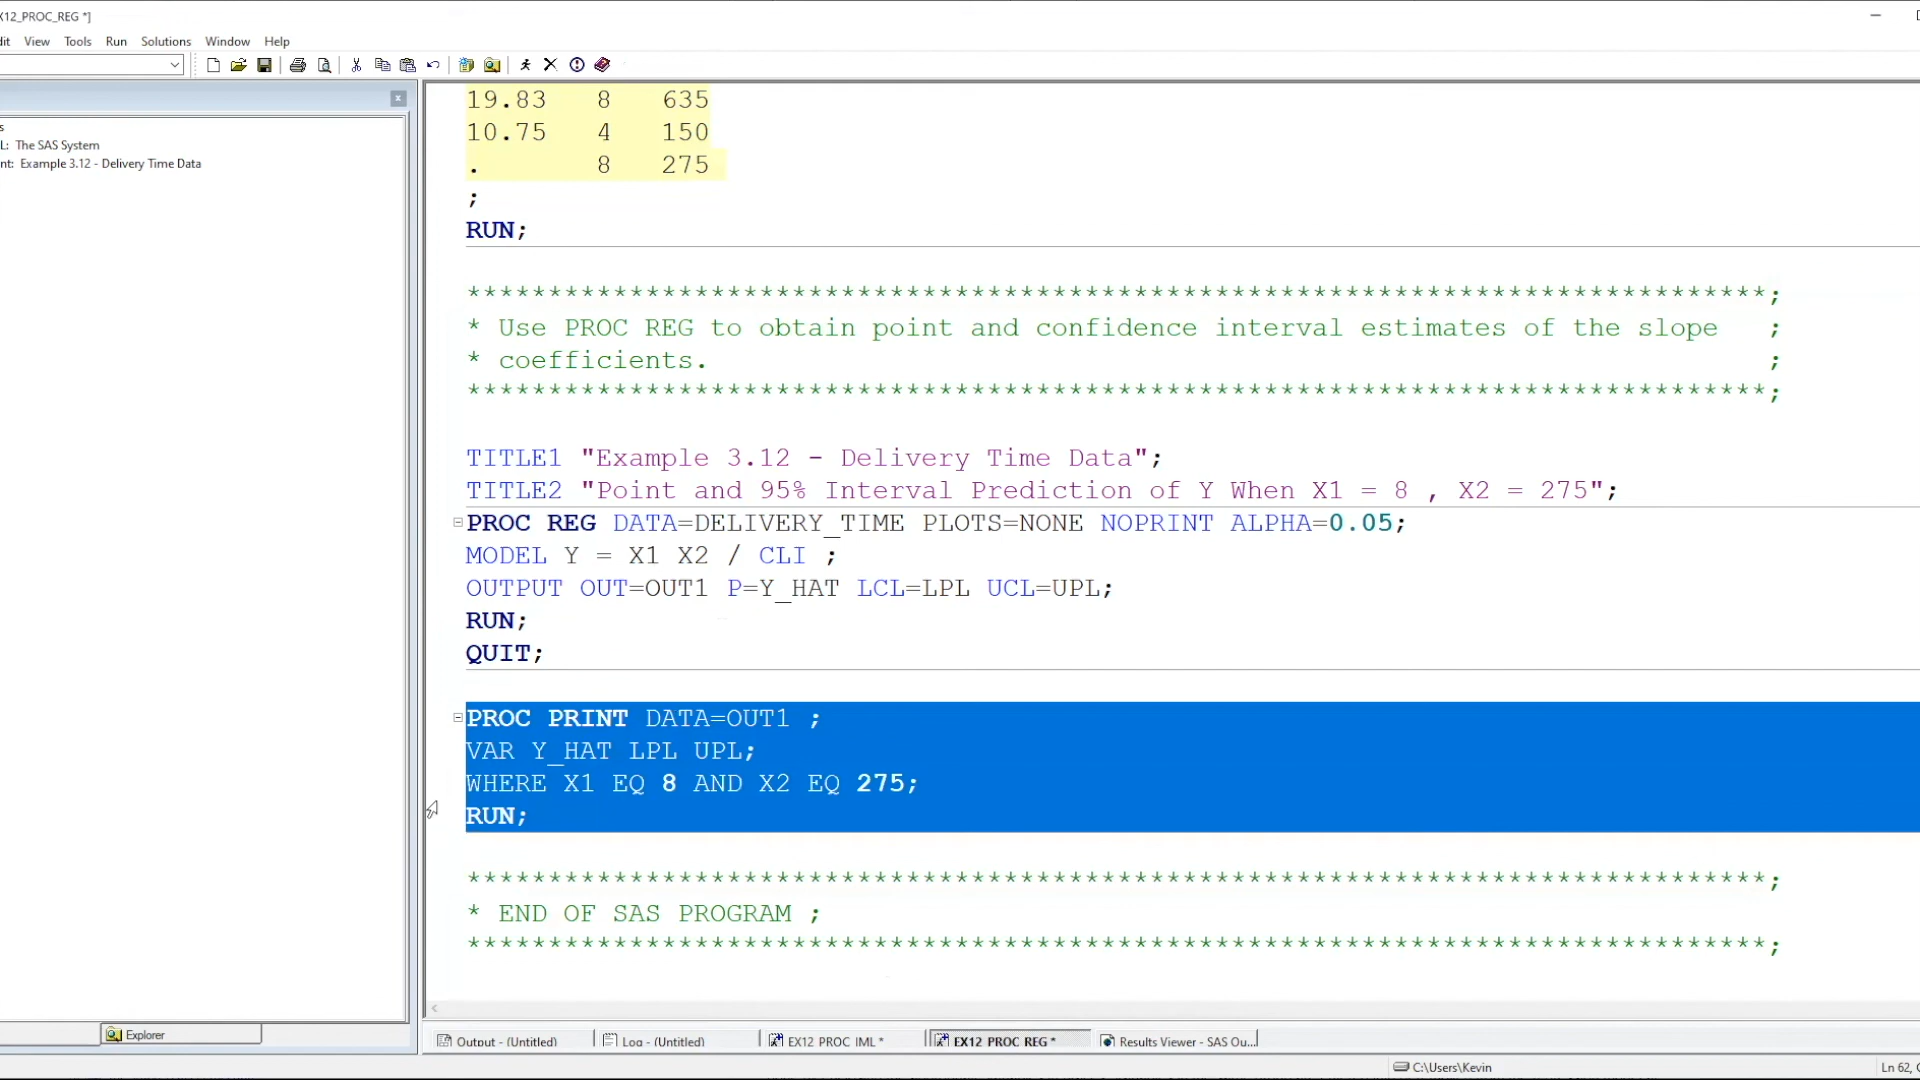 X12_PROC_REG *]
dit View Tools Run Solutions Window Help
s
L: The SAS System
nt: Example 3.12 - Delivery Time Data
Explorer
19.83 8 635
10.75 4 150
. 8 275
;
RUN;
********************************************************************************;
* Use PROC REG to obtain point and confidence interval estimates of the slope ;
* coefficients. ;
********************************************************************************;
TITLE1 "Example 3.12 - Delivery Time Data";
TITLE2 "Point and 95% Interval Prediction of Y When X1 = 8 , X2 = 275";
PROC REG DATA=DELIVERY_TIME PLOTS=NONE NOPRINT ALPHA=0.05;
MODEL Y = X1 X2 / CLI ;
OUTPUT OUT=OUT1 P=Y_HAT LCL=LPL UCL=UPL;
RUN;
QUIT;
PROC PRINT DATA=OUT1 ;
VAR Y_HAT LPL UPL;
WHERE X1 EQ 8 AND X2 EQ 275;
RUN;
********************************************************************************;
* END OF SAS PROGRAM ;
********************************************************************************;
Output - (Untitled) Log - (Untitled) EX12 PROC IML * EX12 PROC REG * Results Viewer - SAS Ou...
C:\Users\Kevin Ln 62,